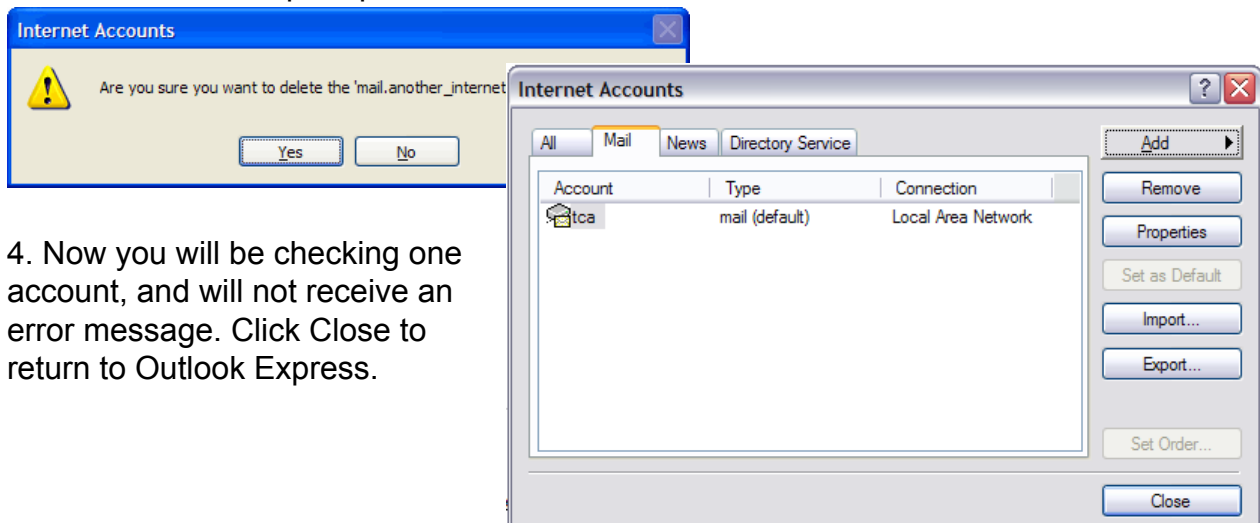 Internet Accounts
Are you sure you want to delete the 'mail.another_internet
Yes No
4. Now you will be checking one
account, and will not receive an
error message. Click Close to
return to Outlook Express.
Internet Accounts
All Mail News Directory Service
Account Type Connection
tca mail (default) Local Area Network
Add
Remove
Properties
Set as Default
Import...
Export...
Set Order...
Close